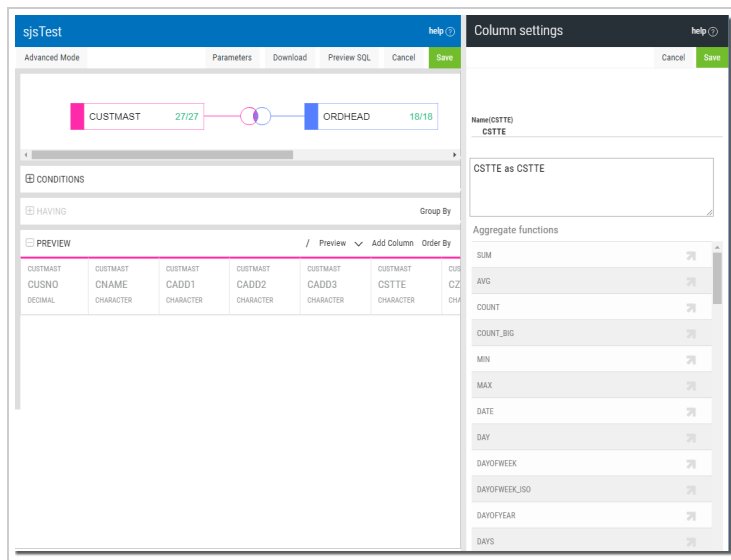 sjsTest help ?
Advanced Mode Parameters Download Preview SQL Cancel Save
CUSTMAST 27/27 ORDHEAD 18/18
CONDITIONS
HAVING Group By
PREVIEW / Preview Add Column Order By
CUSTMAST CUSTMAST CUSTMAST CUSTMAST CUSTMAST CUSTMAST CUS
CUSNO CNAME CADD1 CADD2 CADD3 CSTTE CZ
DECIMAL CHARACTER CHARACTER CHARACTER CHARACTER CHARACTER CHA
Column settings help ?
Cancel Save
Name(CSTTE)
CSTTE
CSTTE as CSTTE
Aggregate functions
SUM
AVG
COUNT
COUNT_BIG
MIN
MAX
DATE
DAY
DAYOFWEEK
DAYOFWEEK_ISO
DAYOFYEAR
DAYS